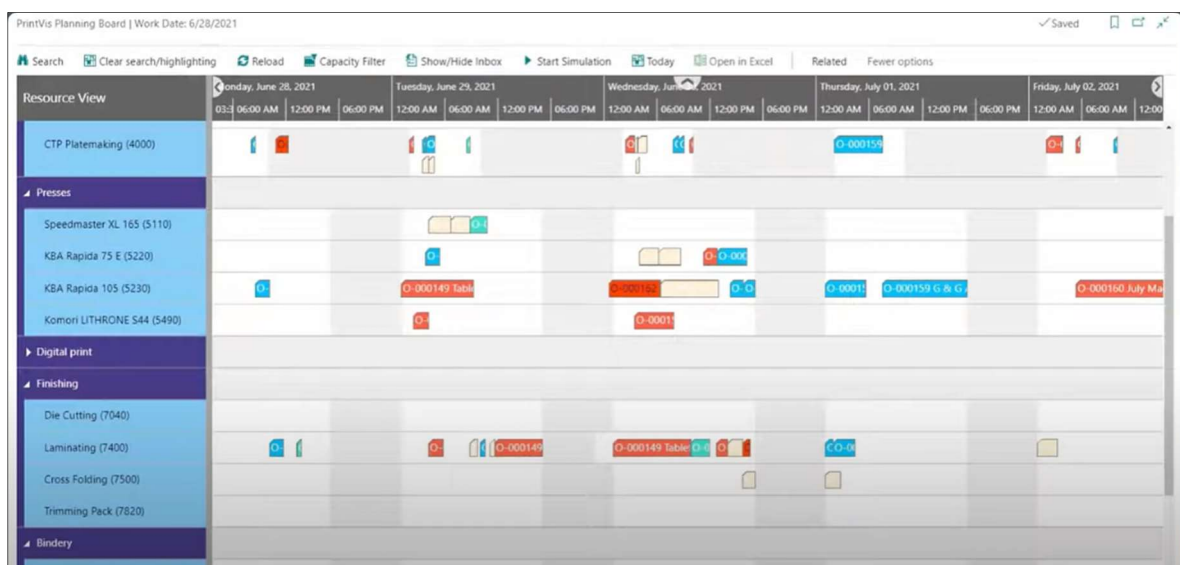 PrintVis Planning Board | Work Date: 6/28/2021
Saved
Search Clear search/highlighting Reload Capacity Filter Show/Hide Inbox Start Simulation Today Open in Excel Related Fewer options
Resource View
onday, June 28, 2021 Tuesday, June 29, 2021 Wednesday, 2021 Thursday, July 01, 2021 Friday, July 02, 2021
06:00 AM 12:00 PM 06:00 PM 12:00 AM 06:00 AM 12:00 PM 06:00 PM 12:00 AM 06:00 AM 12:00 PM 06:00 PM 12:00 AM 06:00 AM 12:00 PM 06:00 PM 12:00 AM 06:00 AM 12:00
CTP Platemaking (4000) O-000159
Presses
Speedmaster XL 165 (5110)
KBA Rapida 75 E (5220) O- O-000
KBA Rapida 105 (5230) O- O-000149 Table O-000162 O-O O-0001 O-000159 G & G O-000160 July Ma
Komori LITHRONE S44 (5490) O-0001
Digital print
Finishing
Die Cutting (7040)
Laminating (7400) O- O- O-000149 O-000149 Table
Cross Folding (7500)
Trimming Pack (7820)
Bindery